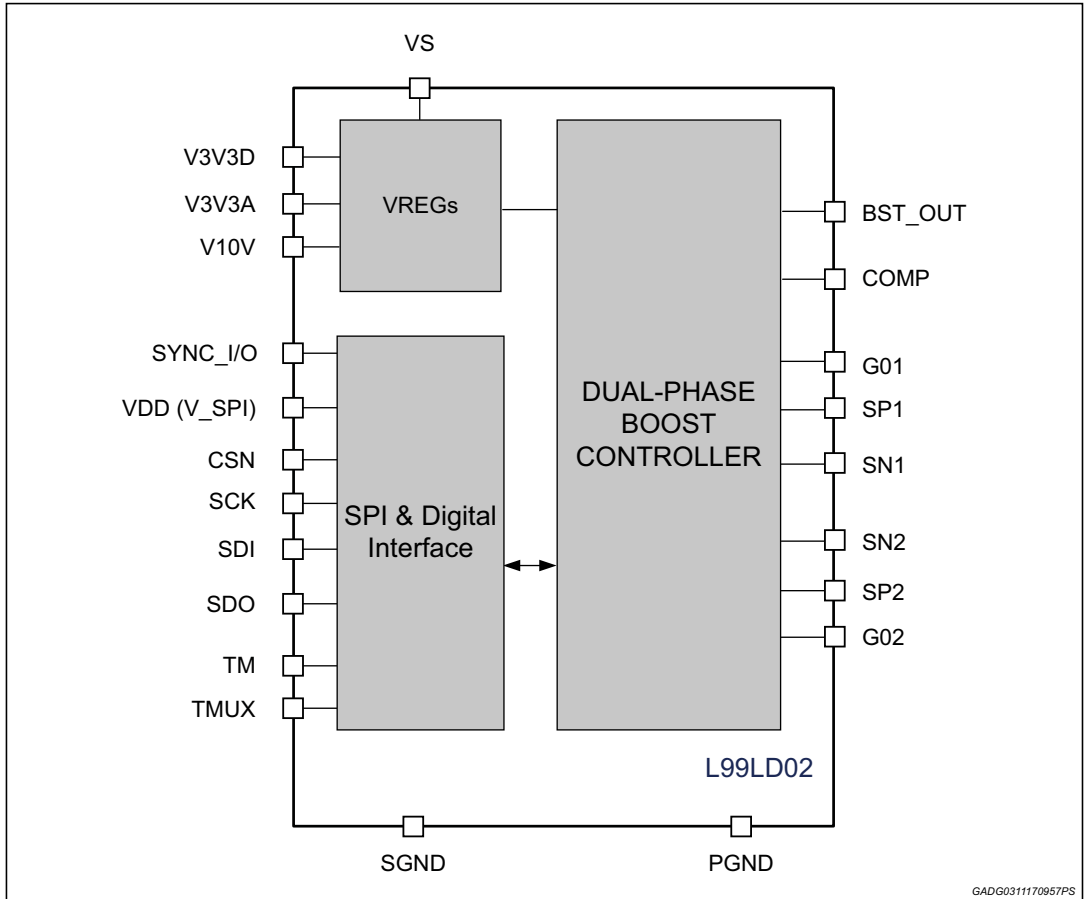 VS
V3V3D
V3V3A
V10V
VREGs
BST_OUT
COMP
SYNC_I/O
VDD (V_SPI)
CSN
SCK
SDI
SDO
TM
TMUX
SPI & Digital
Interface
DUAL-PHASE
BOOST
CONTROLLER
G01
SP1
SN1
SN2
SP2
G02
L99LD02
SGND
PGND
GADG0311170957PS